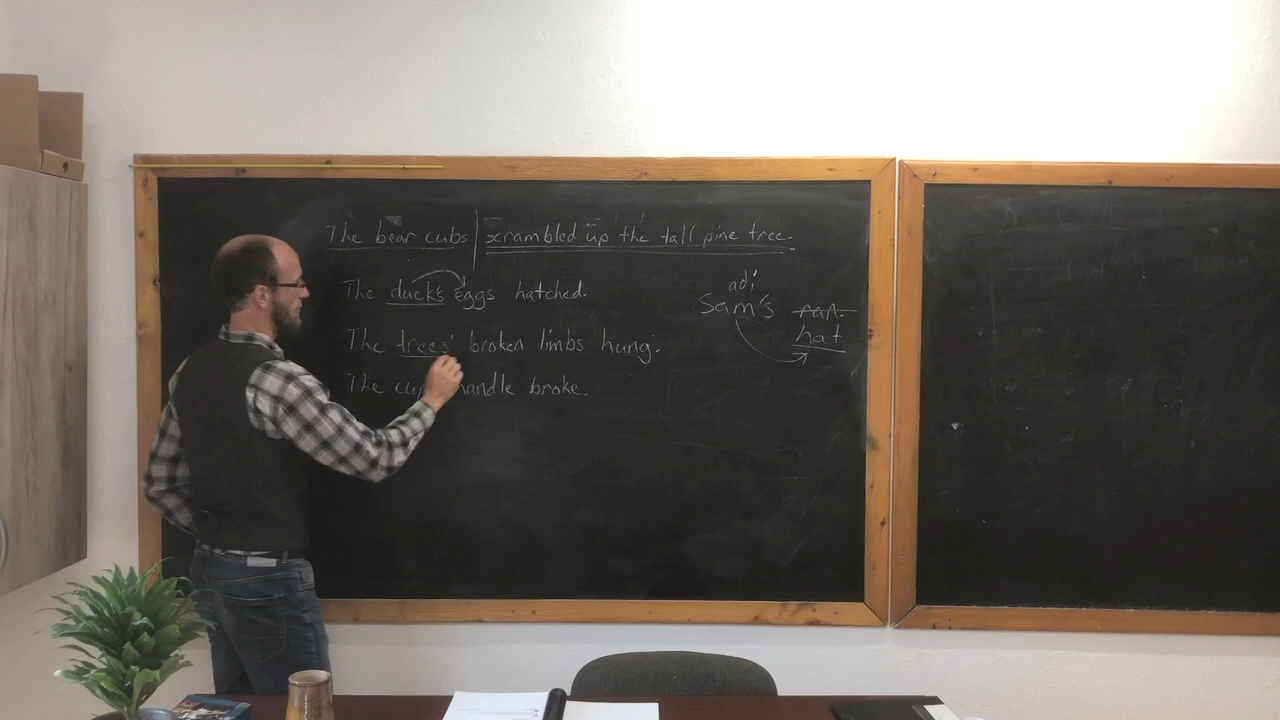 The bear cubs scrambled up the tall pine tree.
The duck's eggs hatched.
The trees' broken limbs hung.
The handle broke.
adj
Sam's ran.
hat